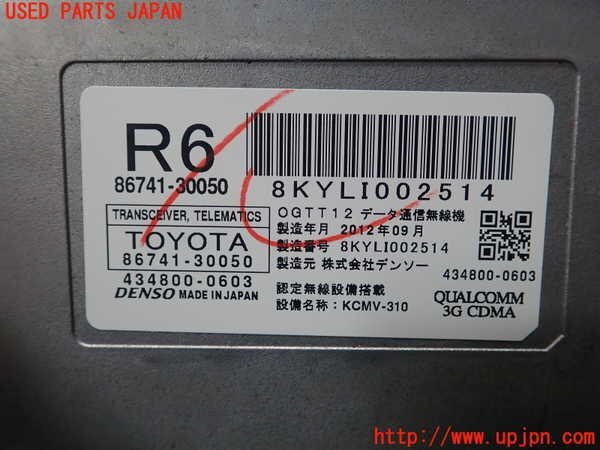 USED PARTS JAPAN
R6
86741-30050
8KYLI002514
TRANSCEIVER, TELEMATICS
TOYOTA
86741-30050
434800-0603
DENSO MADE IN JAPAN
OGTT12 データ通信無線機
製造年月 2012年09月
製造番号 8KYLI002514
製造元 株式会社デンソー
認定無線設備搭載
設備名称：KCMV-310
434800-0603
QUALCOMM
3G CDMA
http://www.upjpn.com/